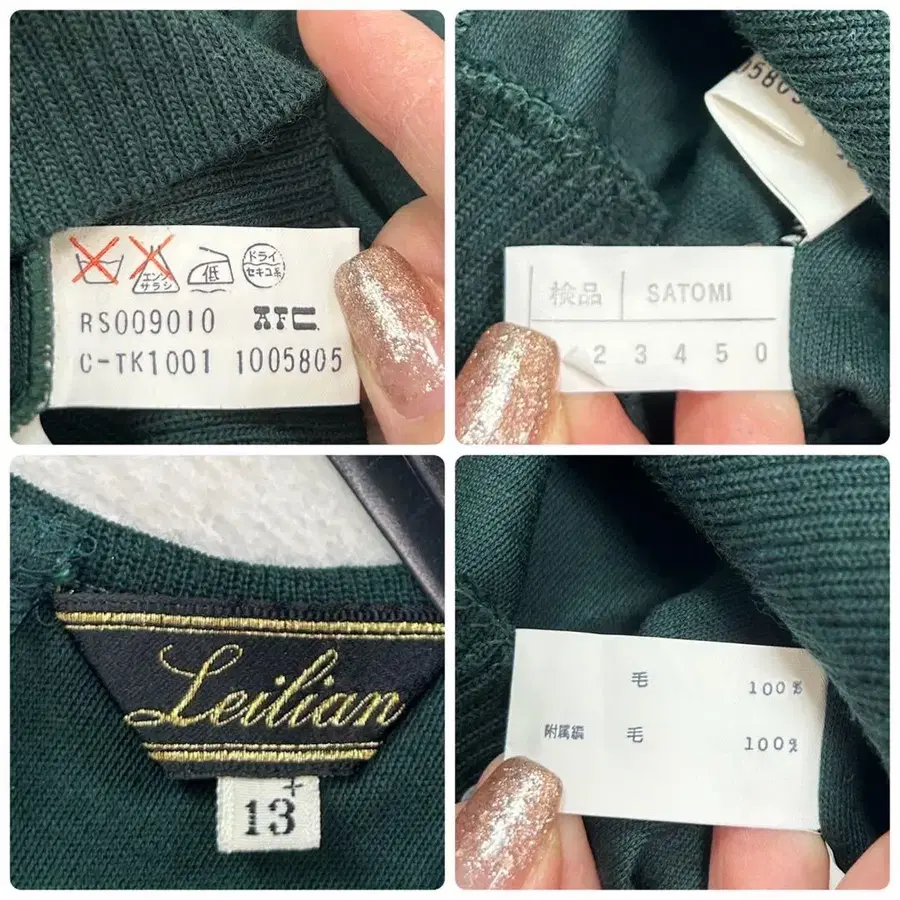 エンソ
サラシ
低
ドライ
セキユ系
RS009010 AFC
C-TK1001 1005805
05805
検品 SATOMI
2 3 4 5 0
Leilian
13+
毛 100%
附属編 毛 100%